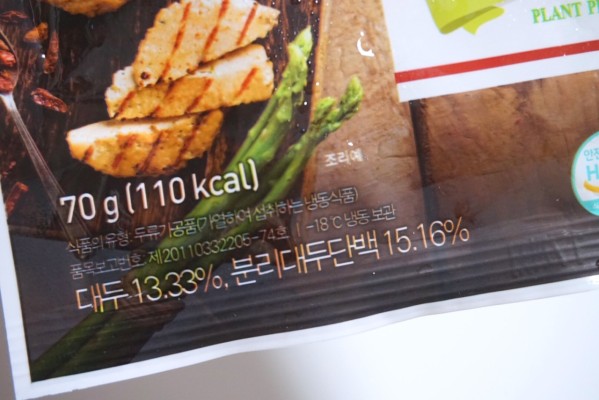 PLANT P
조리예
안전
H
70 g (110 kcal)
식품의 유형: 두류가공품(가열하여 섭취하는 냉동식품)
품목보고번호: 제20110332205-74호 | -18℃ 냉동 보관
대두 13.33%, 분리대두단백 15.16%